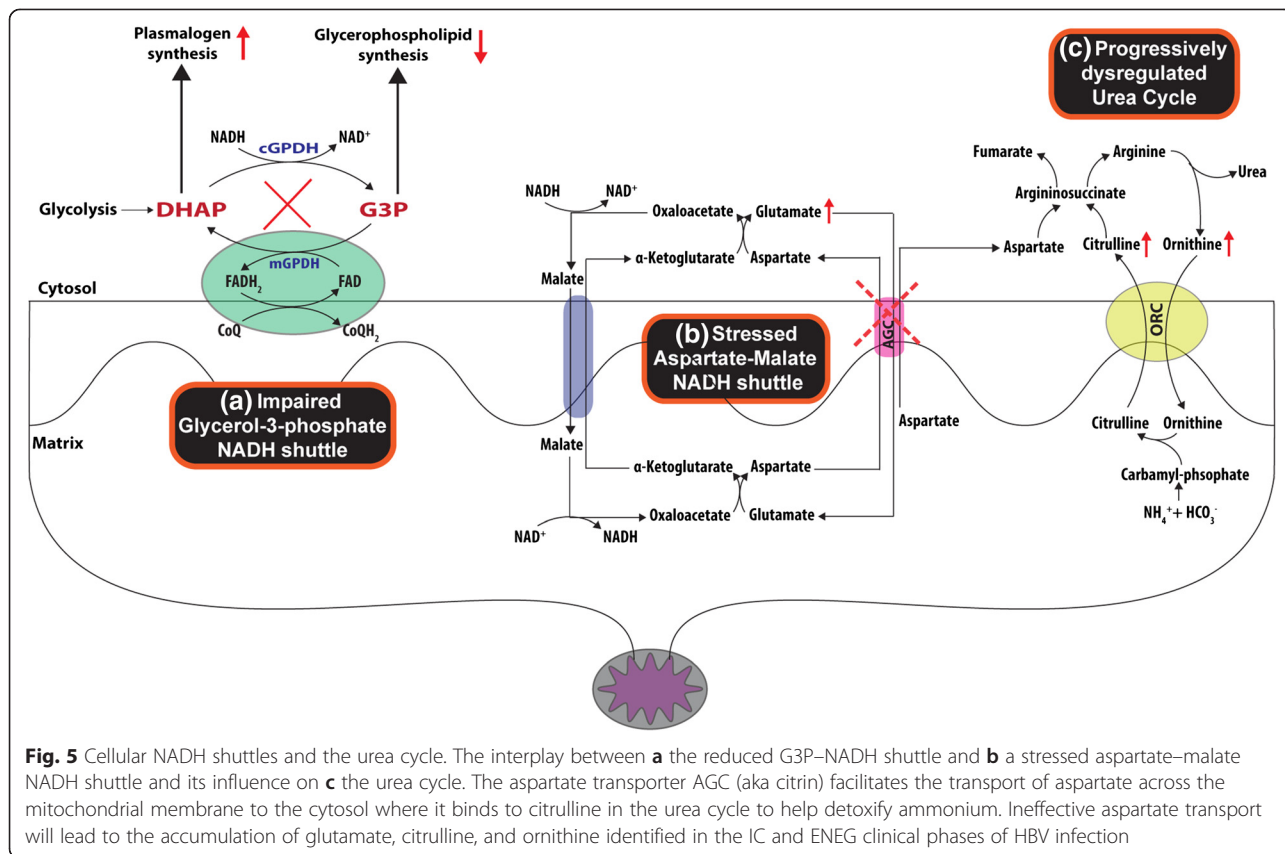 Plasmalogen
synthesis
Glycerophospholipid
synthesis
(c) Progressively
dysregulated
Urea Cycle
NADH
NAD⁺
cGPDH
Glycolysis
DHAP
G3P
mGPDH
FADH₂
FAD
CoQ
CoQH₂
Cytosol
Matrix
(a) Impaired
Glycerol-3-phosphate
NADH shuttle
NADH
NAD⁺
Oxaloacetate
Glutamate
α-Ketoglutarate
Aspartate
Malate
(b) Stressed
Aspartate-Malate
NADH shuttle
AGC
Malate
α-Ketoglutarate
Aspartate
Oxaloacetate
Glutamate
NAD⁺
NADH
Aspartate
Fumarate
Arginine
Urea
Argininosuccinate
Aspartate
Citrulline
Ornithine
ORC
Citrulline
Ornithine
Carbamyl-phsophate
NH₄⁺ + HCO₃⁻
Fig. 5 Cellular NADH shuttles and the urea cycle. The interplay between a the reduced G3P–NADH shuttle and b a stressed aspartate–malate
NADH shuttle and its influence on c the urea cycle. The aspartate transporter AGC (aka citrin) facilitates the transport of aspartate across the
mitochondrial membrane to the cytosol where it binds to citrulline in the urea cycle to help detoxify ammonium. Ineffective aspartate transport
will lead to the accumulation of glutamate, citrulline, and ornithine identified in the IC and ENEG clinical phases of HBV infection